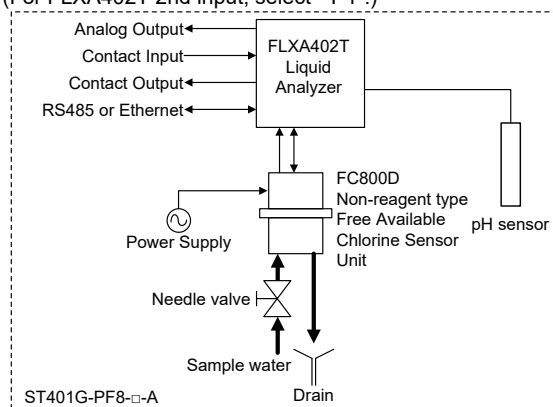 (For FLXA402T 2nd input, select "-PF".)
Analog Output
Contact Input
Contact Output
RS485 or Ethernet
FLXA402T
Liquid
Analyzer
FC800D
Non-reagent type
Free Available
Chlorine Sensor
Unit
pH sensor
Power Supply
Needle valve
Sample water
Drain
ST401G-PF8-□-A